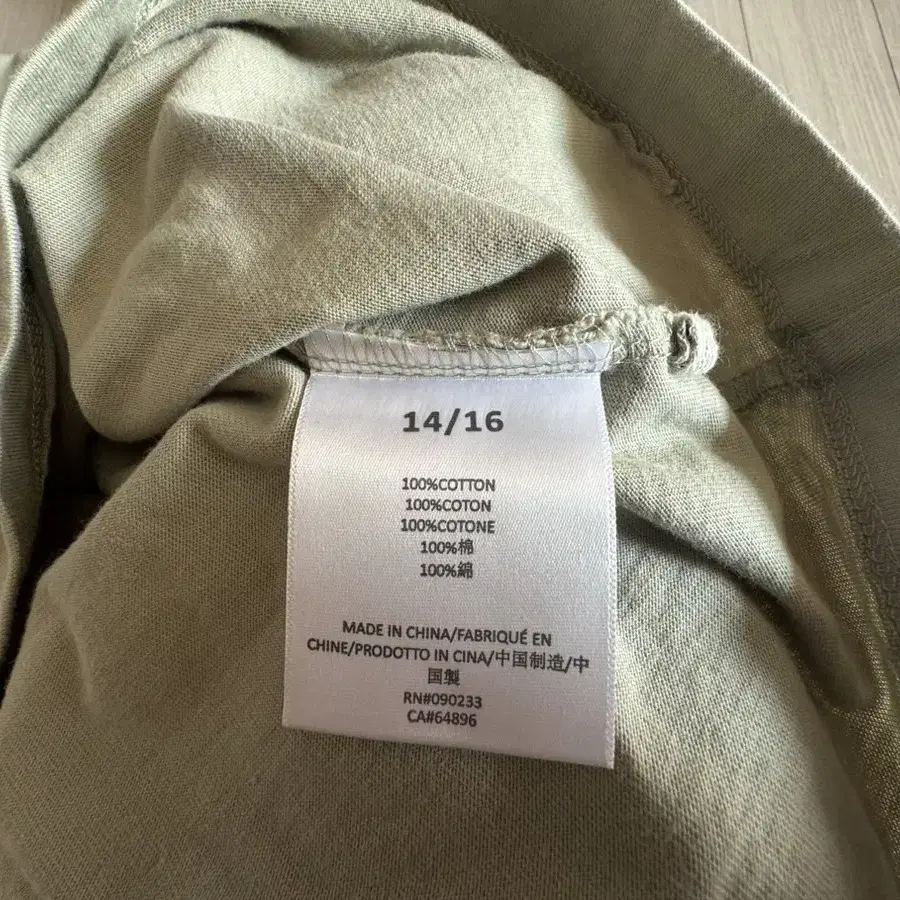 14/16
100%COTTON
100%COTON
100%COTONE
100%棉
100%綿
MADE IN CHINA/FABRIQUÉ EN
CHINE/PRODOTTO IN CINA/中国制造/中
国製
RN#090233
CA#64896